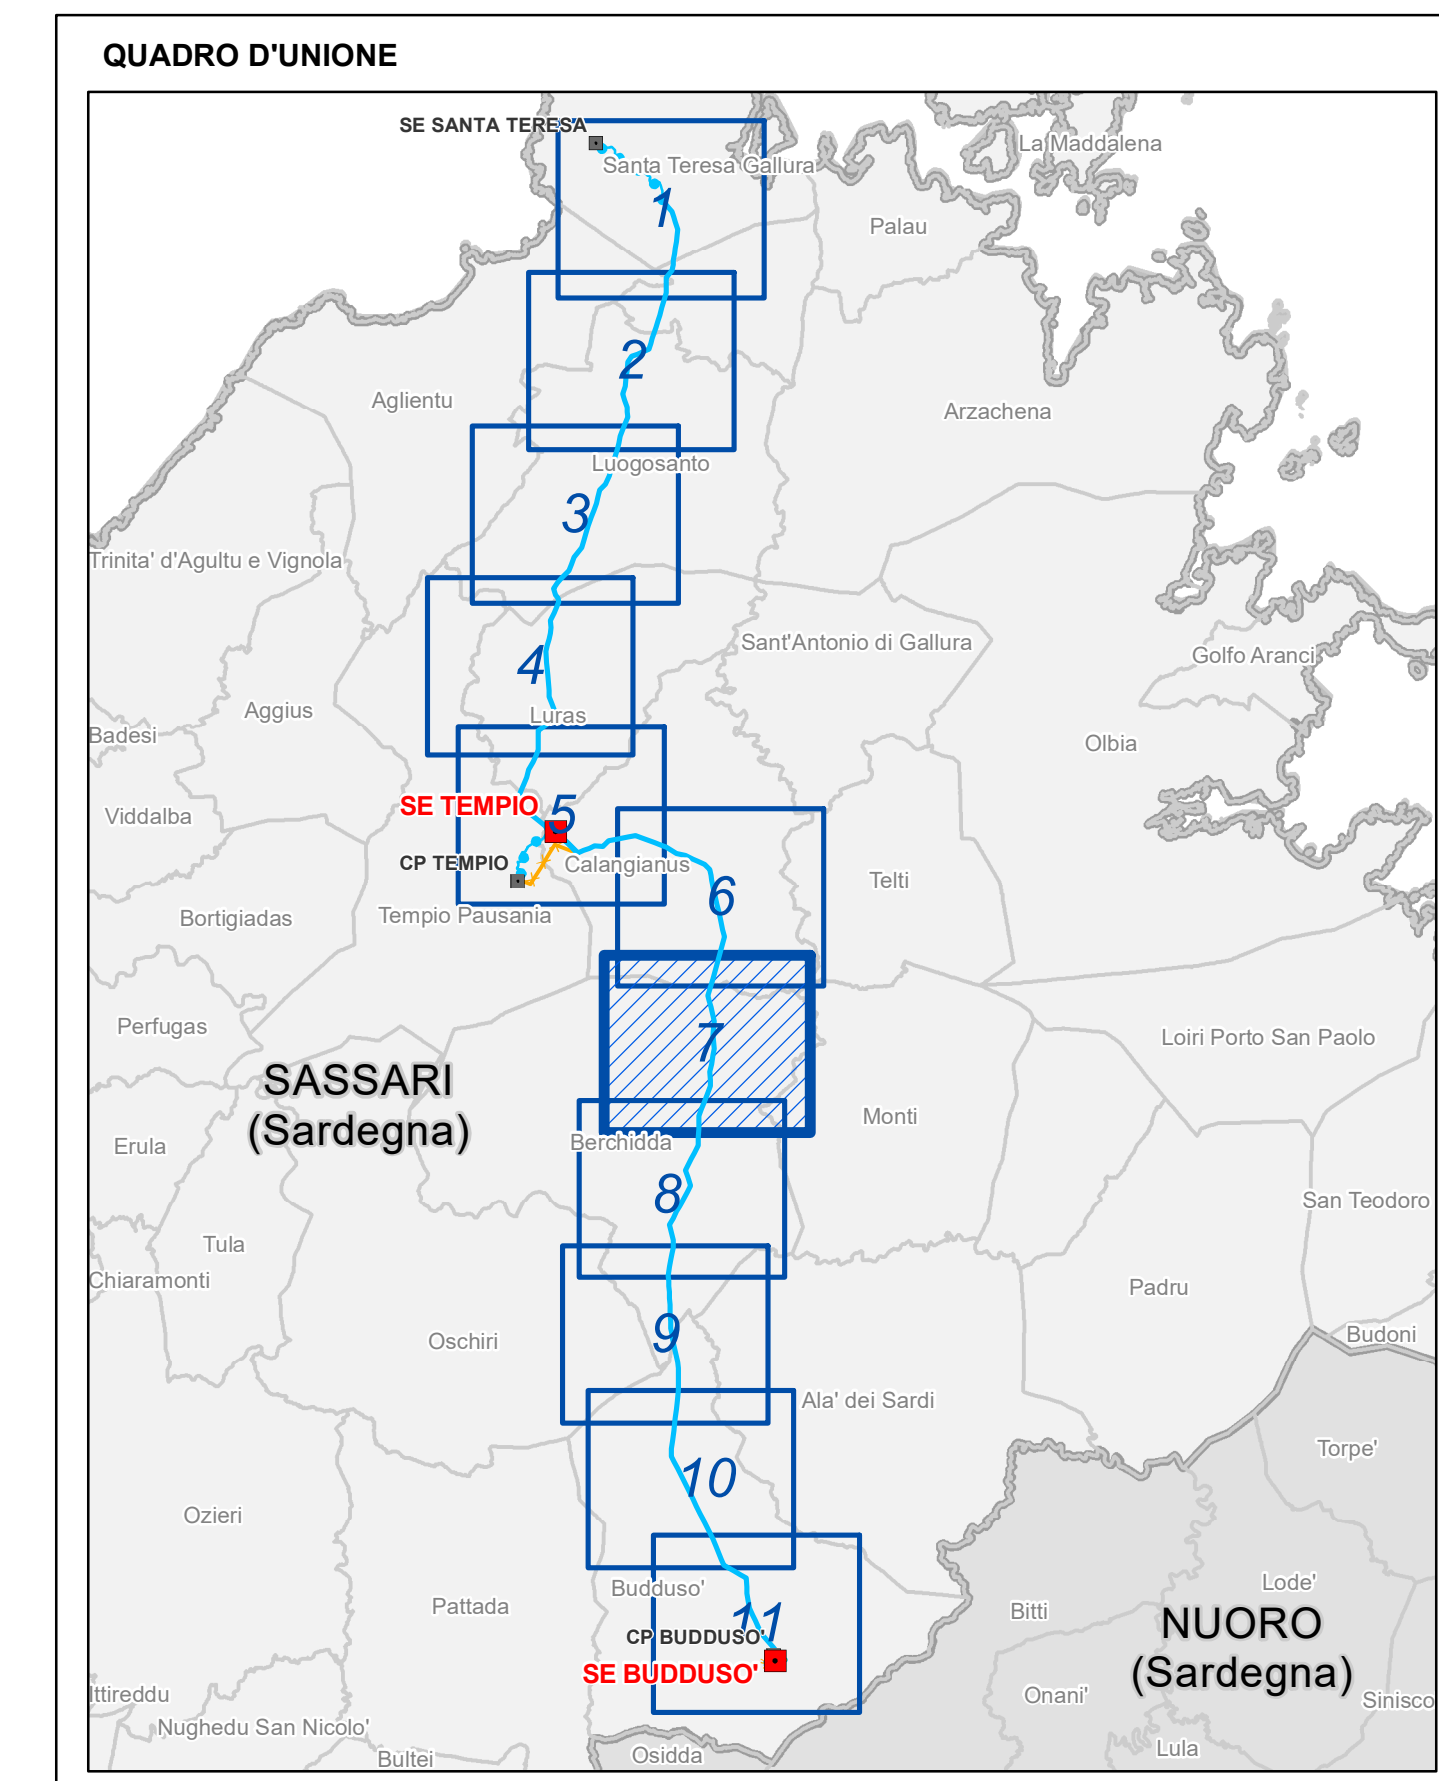 QUADRO D'UNIONE
SE SANTA TERESA
La Maddalena
Santa Teresa Gallura
1
Palau
2
Aglientu
Arzachena
Luogosanto
3
Trinita' d'Agultu e Vignola
Sant'Antonio di Gallura
Golfo Aranci
4
Aggius
Luras
Badesi
Olbia
SE TEMPIO
5
Viddalba
CP TEMPIO
Calangianus
Telti
6
Bortigiadas
Tempio Pausania
Perfugas
Loiri Porto San Paolo
7
SASSARI
(Sardegna)
Monti
Erula
Berchidda
8
San Teodoro
Tula
Chiaramonti
Padru
9
Oschiri
Budoni
Ala' dei Sardi
Torpe'
10
Ozieri
Lode'
Budduso'
Pattada
Bitti
11
NUORO
(Sardegna)
CP BUDDUSO'
SE BUDDUSO'
Ittireddu
Onani'
Sinisco
Nughedu San Nicolo'
Bultei
Osidda
Lula